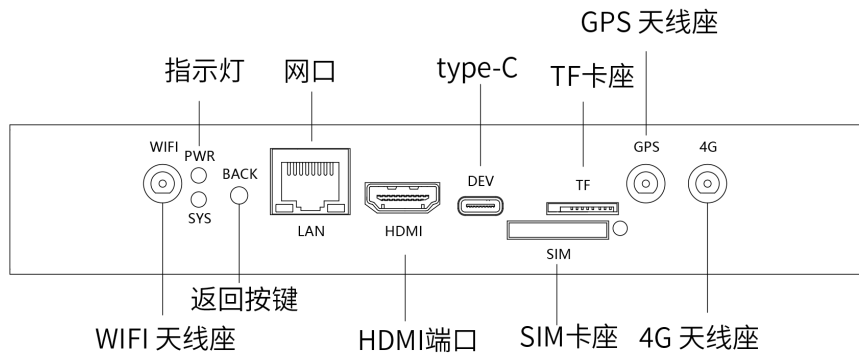 GPS 天线座
指示灯 网口 type-C TF卡座
WIFI PWR BACK DEV TF GPS 4G
SYS LAN HDMI SIM
返回按键
WIFI 天线座 HDMI端口 SIM卡座 4G 天线座